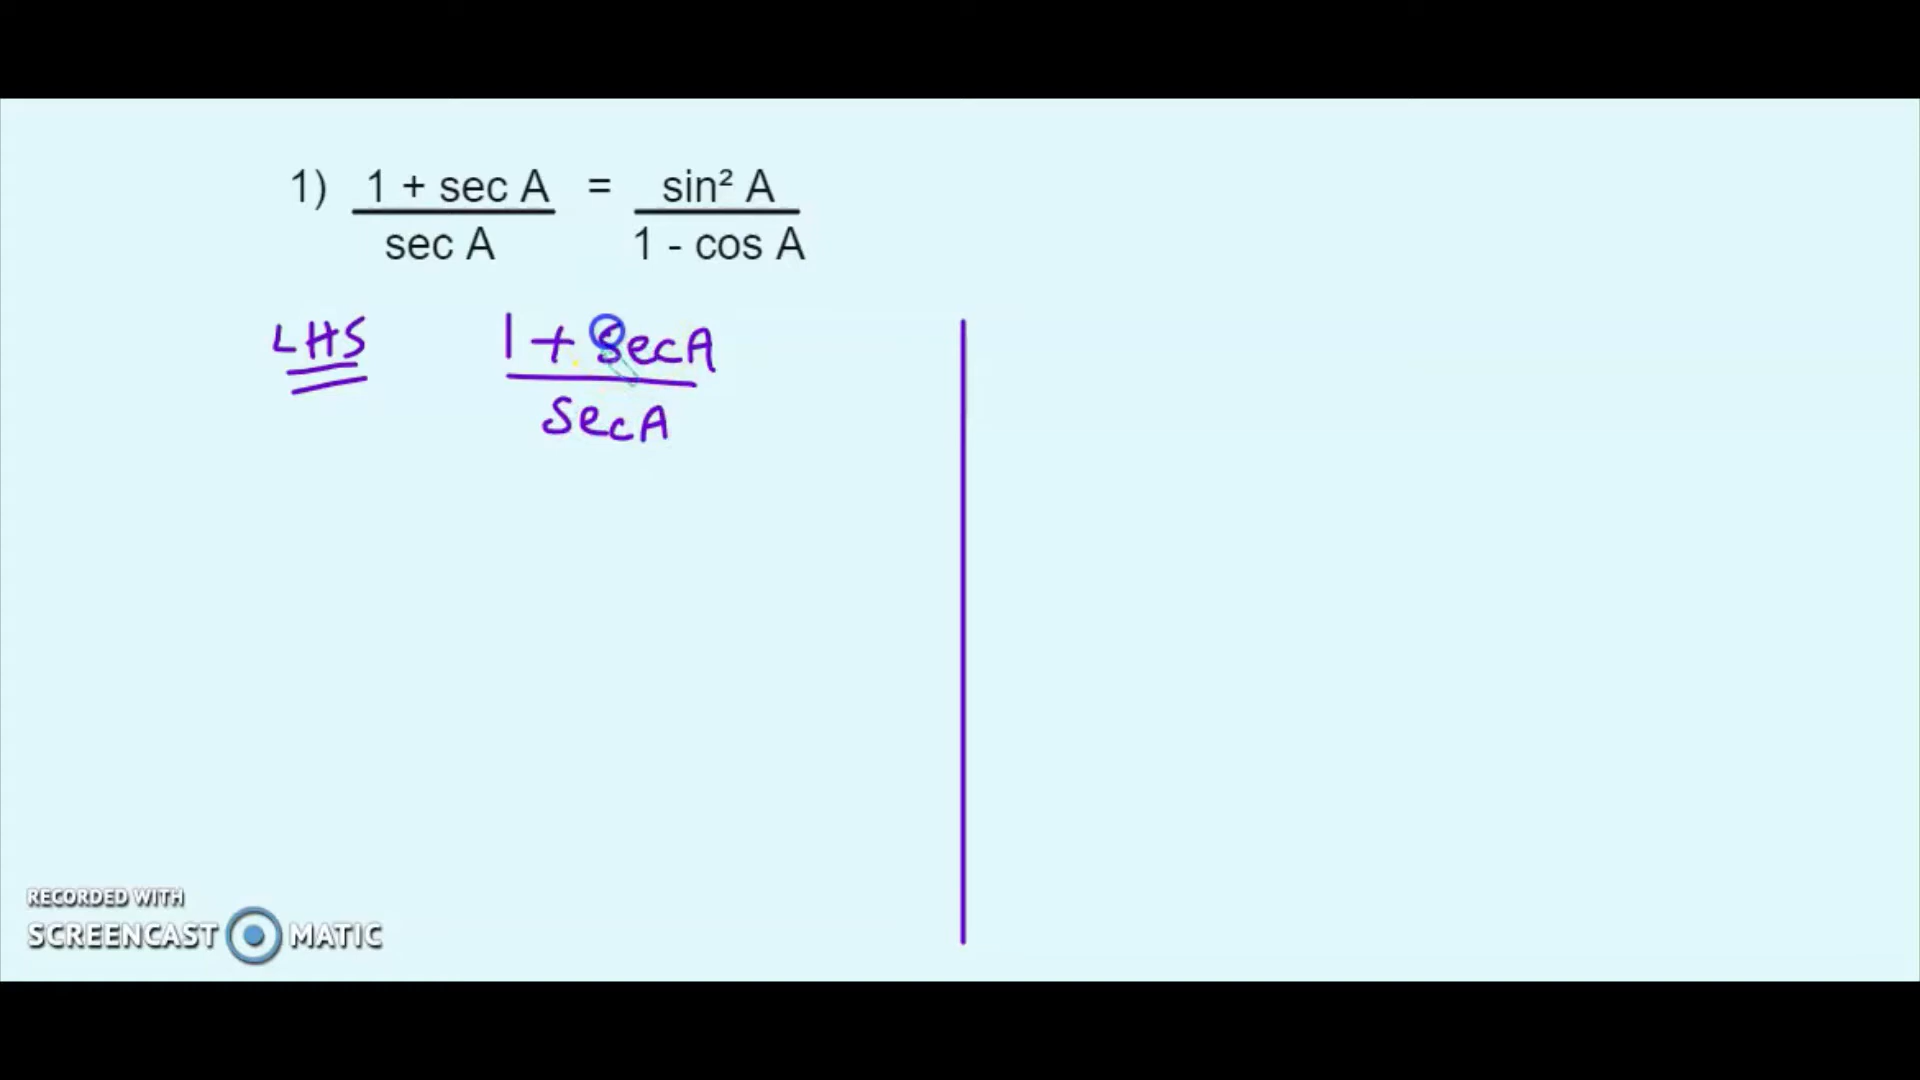 1) 1 + sec A = sin² A
sec A 1 - cos A
LHS 1 + SecA
SecA
RECORDED WITH
SCREENCAST MATIC